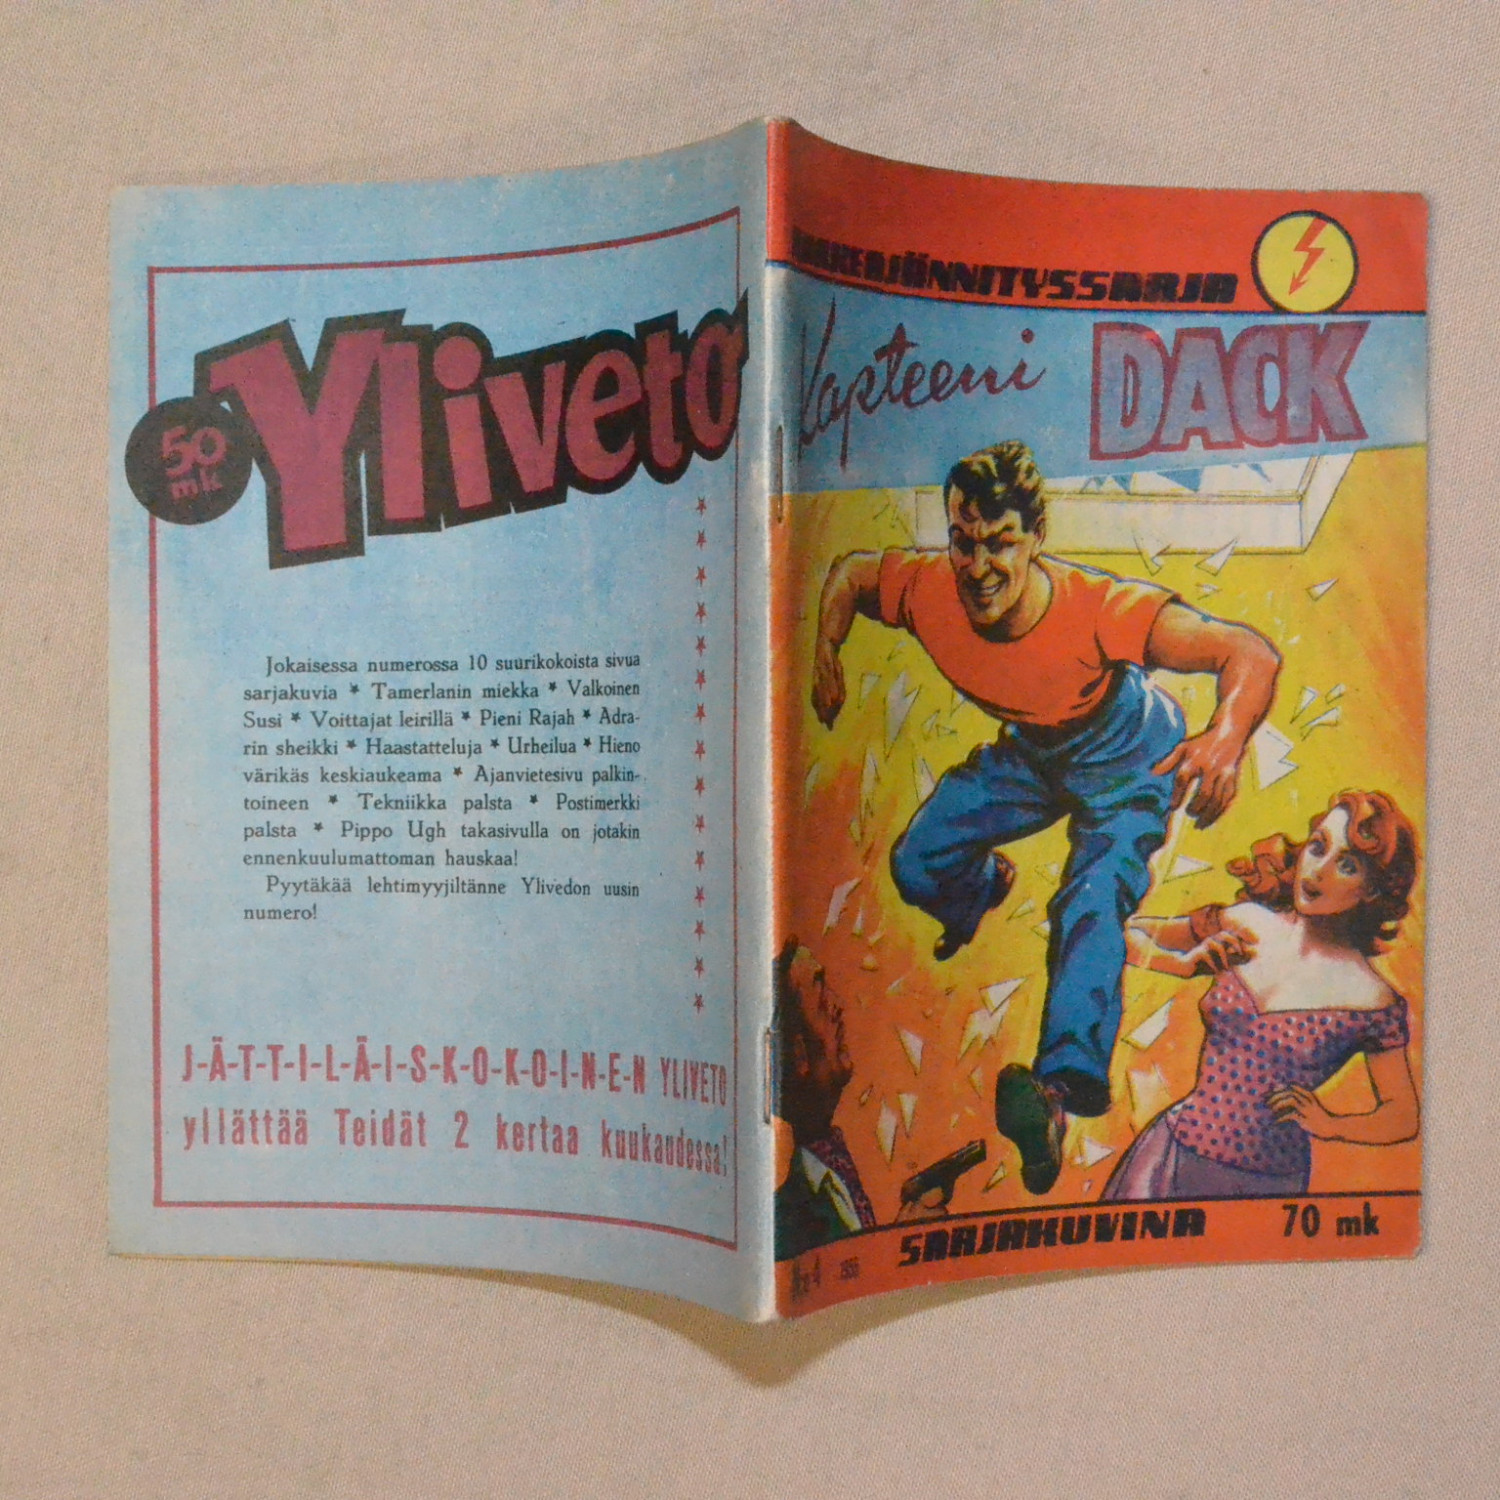 Yliveto
50
mk
Jokaisessa numerossa 10 suurikokoista sivua
sarjakuvia * Tamerlanin miekka * Valkoinen
Susi * Voittajat leirillä * Pieni Rajah * Adra-
rin sheikki * Haastatteluja * Urheilua * Hieno
värikäs keskiaukeama * Ajanvietesivu palkin-
toineen * Tekniikka palsta * Postimerkki
palsta * Pippo Ugh takasivulla on jotakin
ennenkuulumattoman hauskaa!
Pyytäkää lehtimyyjiltänne Ylivedon uusin
numero!
J-Ä-T-T-I-L-Ä-I-S-K-O-K-O-I-N-E-N YLIVETO
yllättää Teidät 2 kertaa kuukaudessa!
Kapteeni DACK
SARJAKUVINA 70 mk